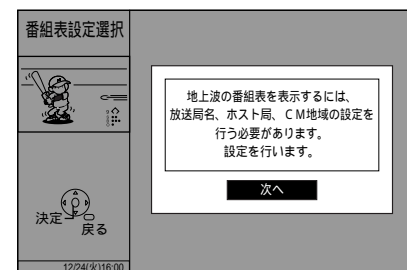 番組表設定選択
地上波の番組表を表示するには、
放送局名、ホスト局、ＣＭ地域の設定を
行う必要があります。
設定を行います。
次へ
決定
戻る
12/24(火)16:00